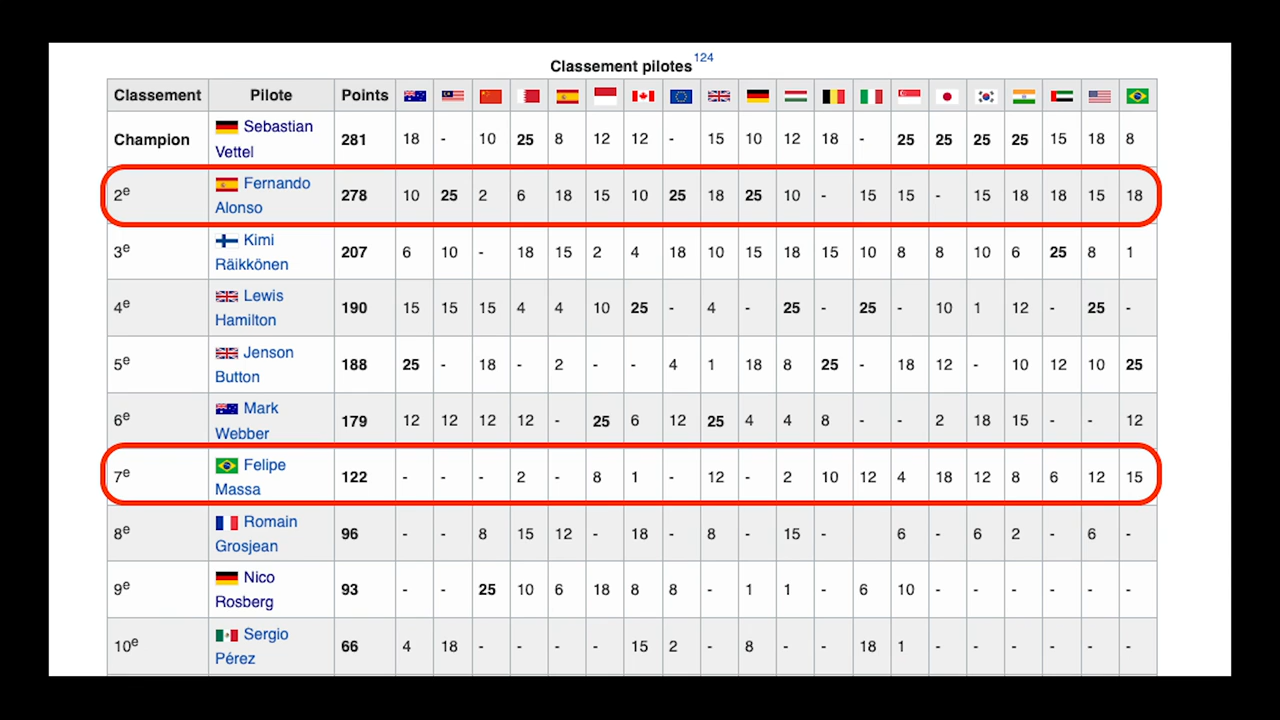 Classement pilotes124
Classement Pilote Points
Champion Sebastian Vettel 281 18 - 10 25 8 12 12 - 15 10 12 18 - 25 25 25 25 15 18 8
2e Fernando Alonso 278 10 25 2 6 18 15 10 25 18 25 10 - 15 15 - 15 18 18 15 18
3e Kimi Räikkönen 207 6 10 - 18 15 2 4 18 10 15 18 15 10 8 8 10 6 25 8 1
4e Lewis Hamilton 190 15 15 15 4 4 10 25 - 4 - 25 - 25 - 10 1 12 - 25 -
5e Jenson Button 188 25 - 18 - 2 - - 4 1 18 8 25 - 18 12 - 10 12 10 25
6e Mark Webber 179 12 12 12 12 - 25 6 12 25 4 4 8 - - 2 18 15 - - 12
7e Felipe Massa 122 - - - 2 - 8 1 - 12 - 2 10 12 4 18 12 8 6 12 15
8e Romain Grosjean 96 - - 8 15 12 - 18 - 8 - 15 - 6 - 6 2 - 6 -
9e Nico Rosberg 93 - - 25 10 6 18 8 8 - 1 1 - 6 10 - - - - - -
10e Sergio Pérez 66 4 18 - - - - 15 2 - 8 - - 18 1 - - - - - -